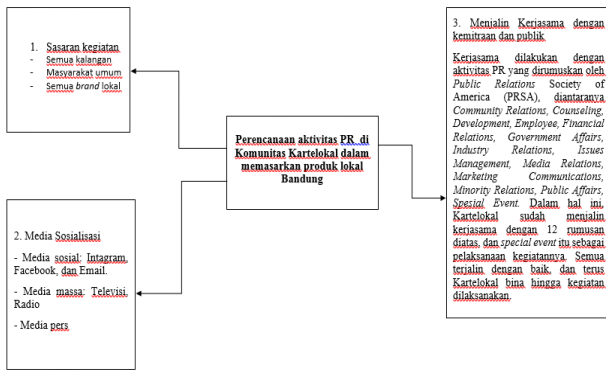 1. Sasaran kegiatan
- Semua kalangan
- Masyarakat umum
- Semua brand lokal
Perencanaan aktivitas PR di
Komunitas Kartelokal dalam
memasarkan produk lokal
Bandung
2. Media Sosialisasi
- Media sosial: Intagram,
Facebook, dan Email.
- Media massa: Televisi,
Radio
- Media pers
3. Menjalin Kerjasama dengan
kemitraan dan publik
Kerjasama dilakukan dengan
aktivitas PR yang dirumuskan oleh
Public Relations Society of
America (PRSA), diantaranya
Community Relations, Counseling,
Development, Employee, Financial
Relations, Government Affairs,
Industry Relations, Issues
Management, Media Relations,
Marketing Communications,
Minority Relations, Public Affairs,
Spesial Event. Dalam hal ini,
Kartelokal sudah menjalin
kerjasama dengan 12 rumusan
diatas, dan special event itu sebagai
pelaksanaan kegiatannya. Semua
terjalin dengan baik, dan terus
Kartelokal bina hingga kegiatan
dilaksanakan.